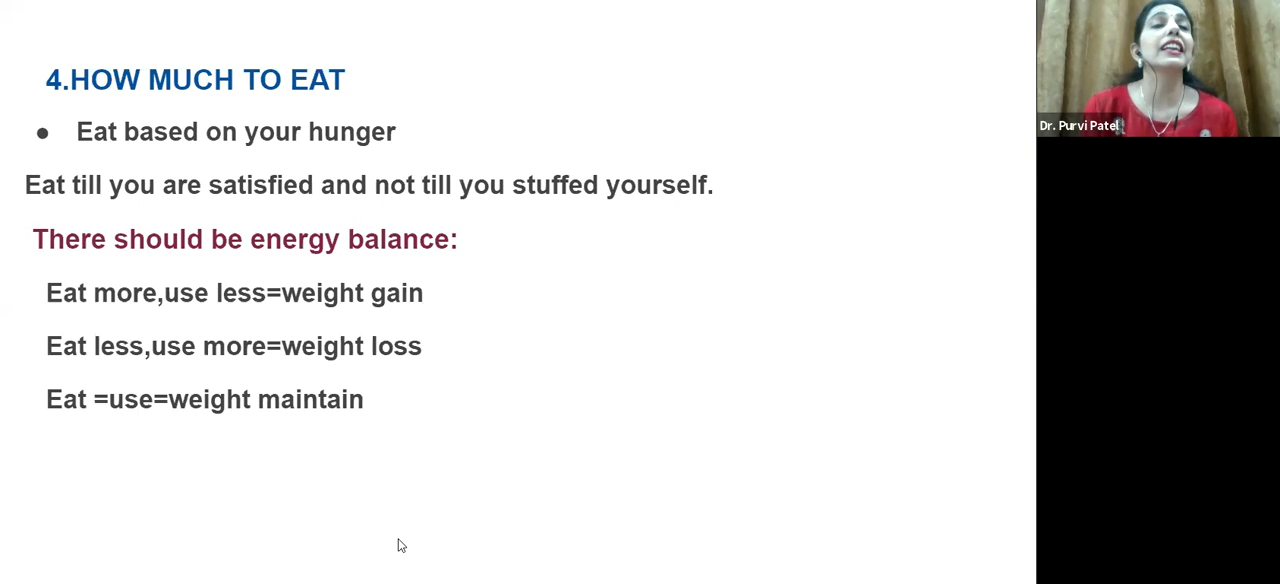 4.HOW MUCH TO EAT
● Eat based on your hunger
Eat till you are satisfied and not till you stuffed yourself.
There should be energy balance:
Eat more,use less=weight gain
Eat less,use more=weight loss
Eat =use=weight maintain
Dr. Purvi Patel